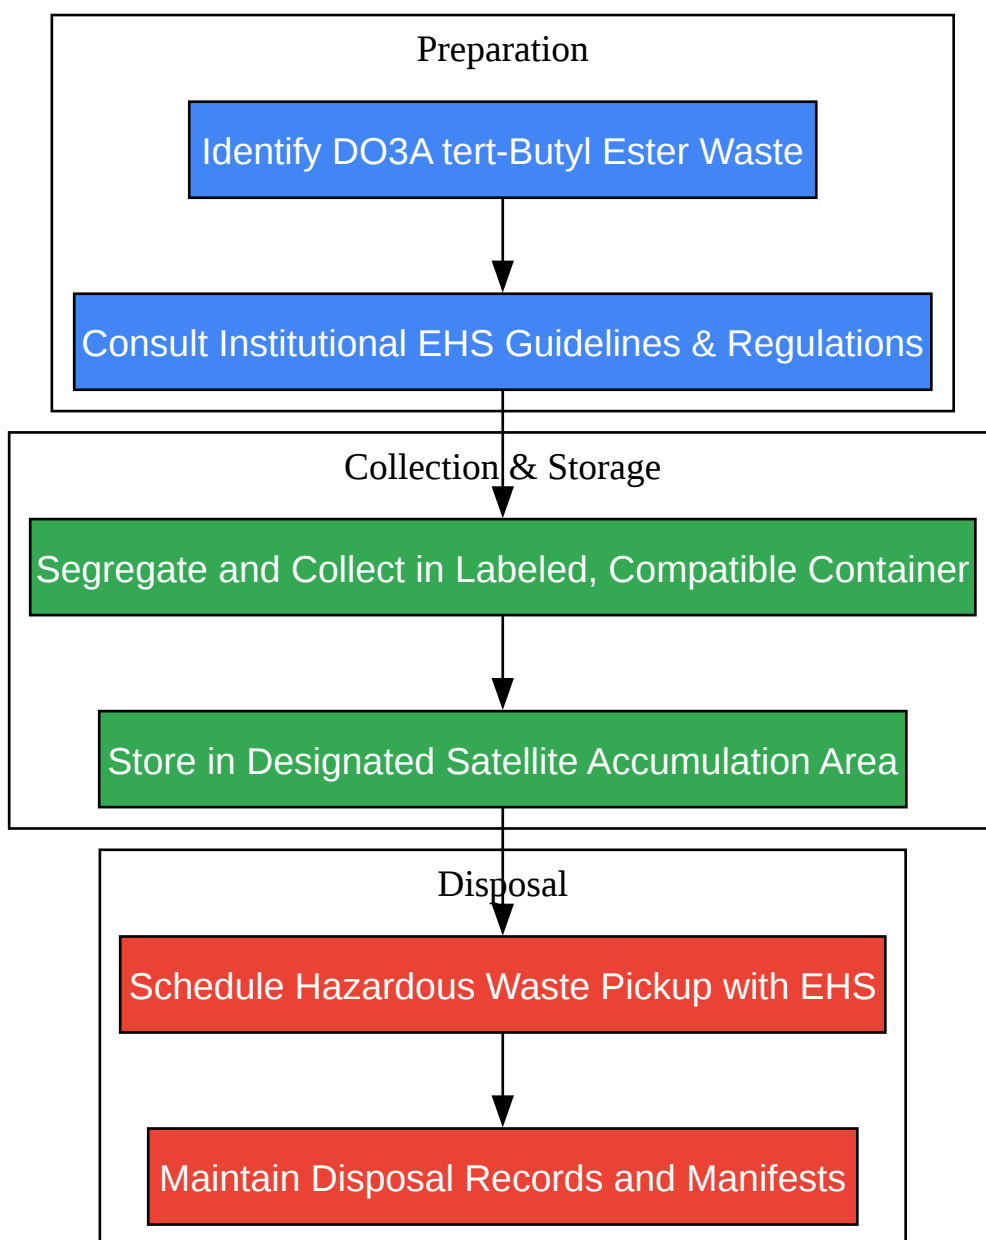 Preparation
Identify DO3A tert-Butyl Ester Waste
Consult Institutional EHS Guidelines & Regulations
Collection & Storage
Segregate and Collect in Labeled, Compatible Container
Store in Designated Satellite Accumulation Area
Disposal
Schedule Hazardous Waste Pickup with EHS
Maintain Disposal Records and Manifests